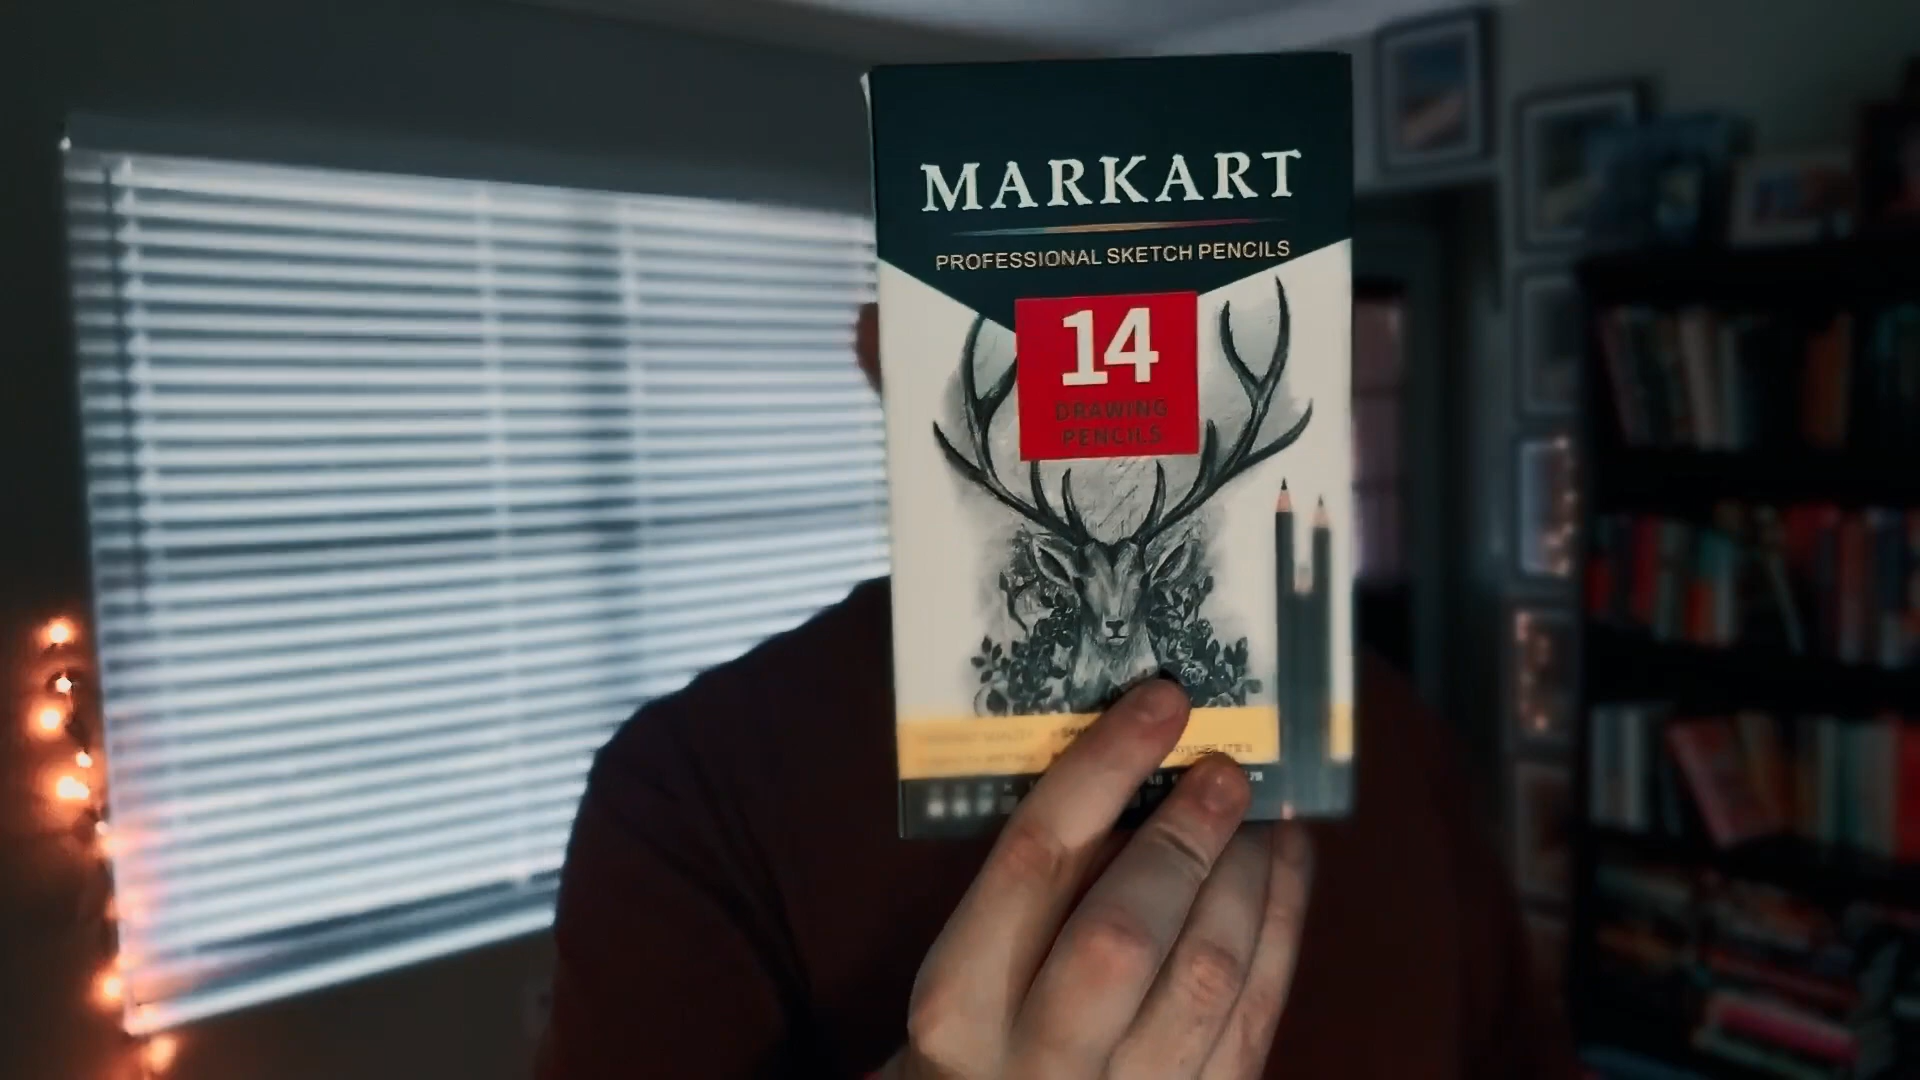 MARKART
PROFESSIONAL SKETCH PENCILS
14
DRAWING
PENCILS